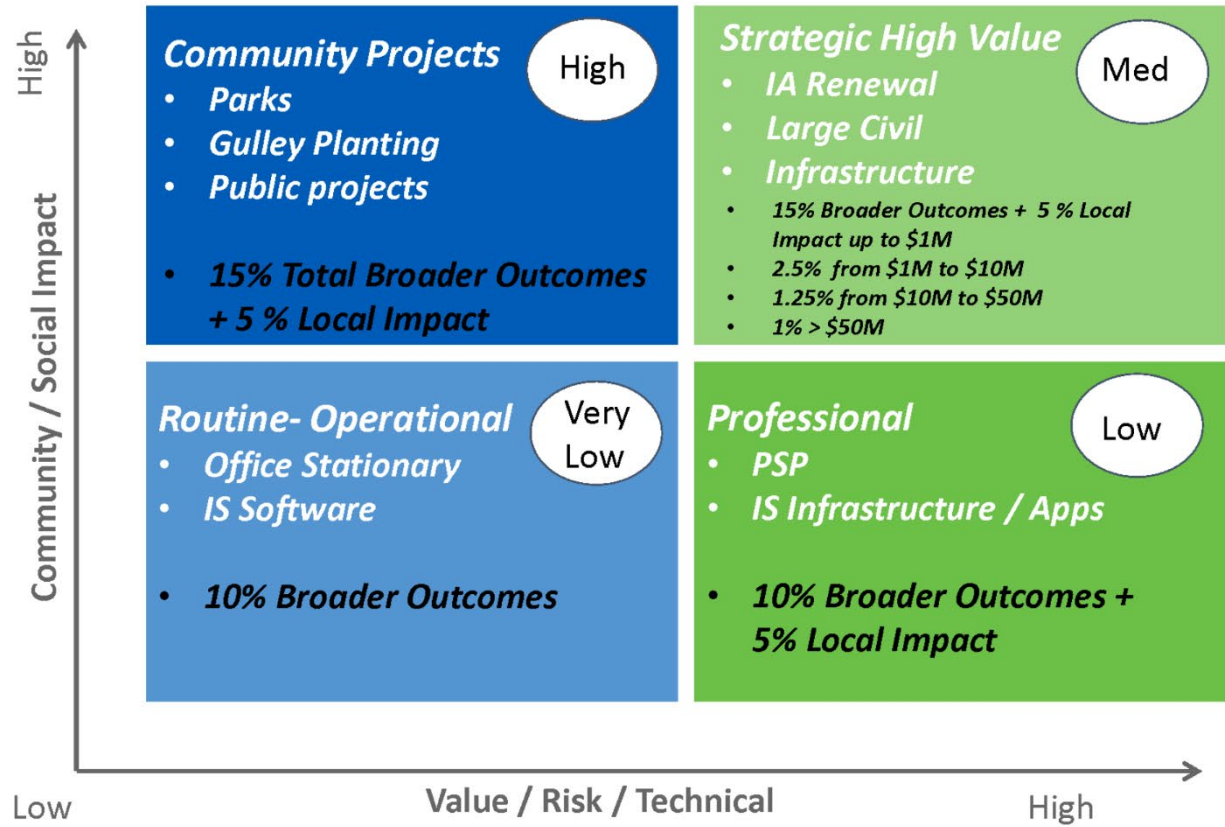 High
Community / Social Impact
Low
Community Projects
High
• Parks
• Gulley Planting
• Public projects
• 15% Total Broader Outcomes
+ 5 % Local Impact
Strategic High Value
Med
• IA Renewal
• Large Civil
• Infrastructure
• 15% Broader Outcomes + 5 % Local
Impact up to $1M
• 2.5% from $1M to $10M
• 1.25% from $10M to $50M
• 1% > $50M
Routine- Operational
Very
Low
• Office Stationary
• IS Software
• 10% Broader Outcomes
Professional
Low
• PSP
• IS Infrastructure / Apps
• 10% Broader Outcomes +
5% Local Impact
Value / Risk / Technical
High